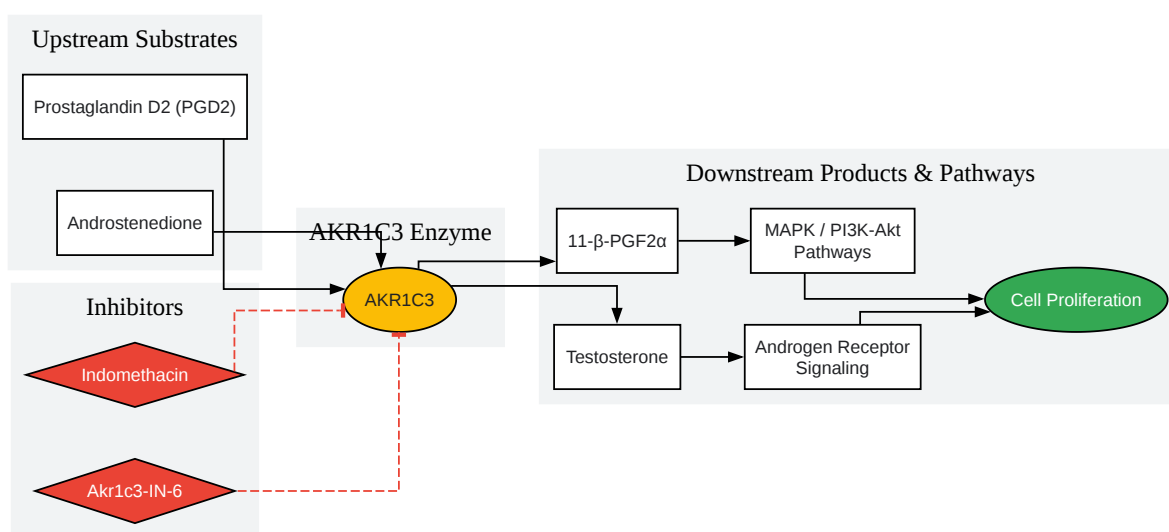 Upstream Substrates
Prostaglandin D2 (PGD2)
Androstenedione
Inhibitors
Indomethacin
Akr1c3-IN-6
AKR1C3 Enzyme
AKR1C3
Downstream Products & Pathways
11-β-PGF2α
MAPK / PI3K-Akt
Pathways
Testosterone
Androgen Receptor
Signaling
Cell Proliferation